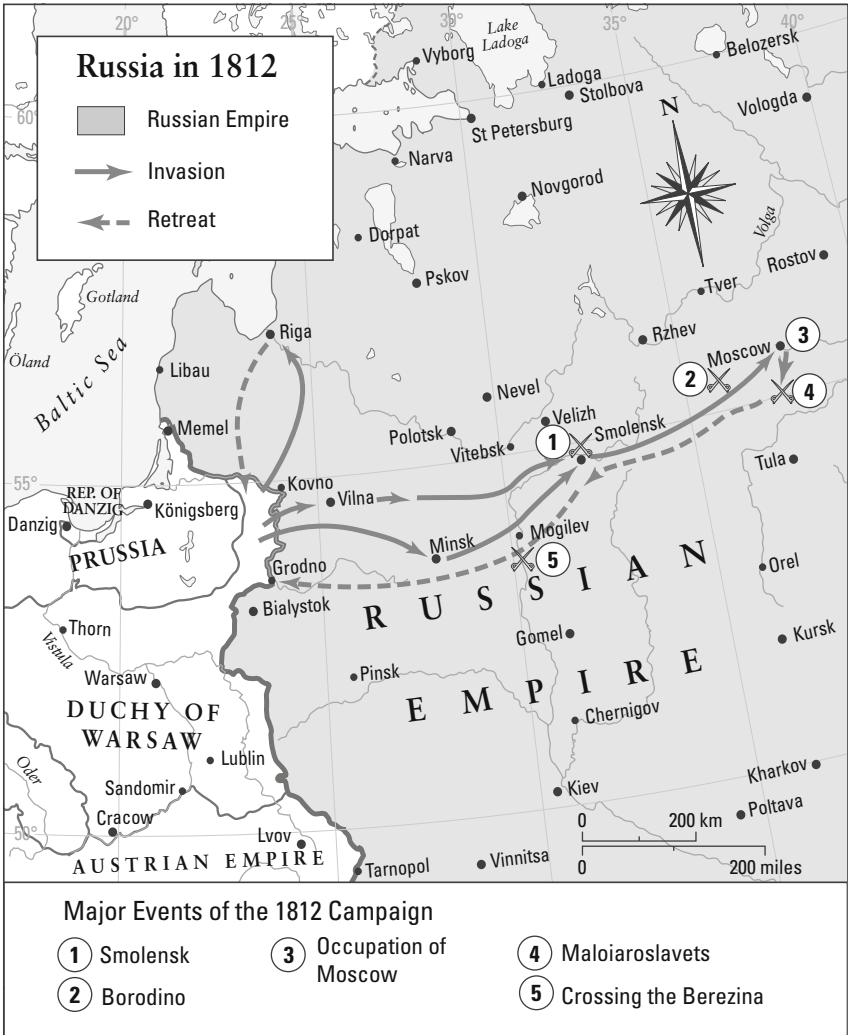 Russia in 1812
Russian Empire
Invasion
Retreat
20°
25°
30°
35°
40°
60°
55°
50°
Lake
Ladoga
Vyborg
Ladoga
Stolbova
Belozersk
Vologda
St Petersburg
Narva
Novgorod
N
Volga
Dorpat
Pskov
Tver
Rostov
Gotland
Öland
Baltic Sea
Riga
Libau
Memel
Rzhev
Moscow
3
2
4
Nevel
Velizh
Polotsk
Vitebsk
1
Smolensk
Tula
Kovno
Vilna
REP. OF
DANZIG
Danzig
Königsberg
PRUSSIA
Minsk
Mogilev
5
Grodno
Orel
Bialystok
RUSSIAN
EMPIRE
Thorn
Vistula
Gomel
Kursk
Pinsk
Warsaw
DUCHY OF
WARSAW
Chernigov
Lublin
Oder
Sandomir
Kiev
Kharkov
Poltava
Cracow
Lvov
AUSTRIAN EMPIRE
Tarnopol
Vinnitsa
0 200 km
0 200 miles
Major Events of the 1812 Campaign
1 Smolensk
2 Borodino
3 Occupation of
Moscow
4 Maloiaroslavets
5 Crossing the Berezina